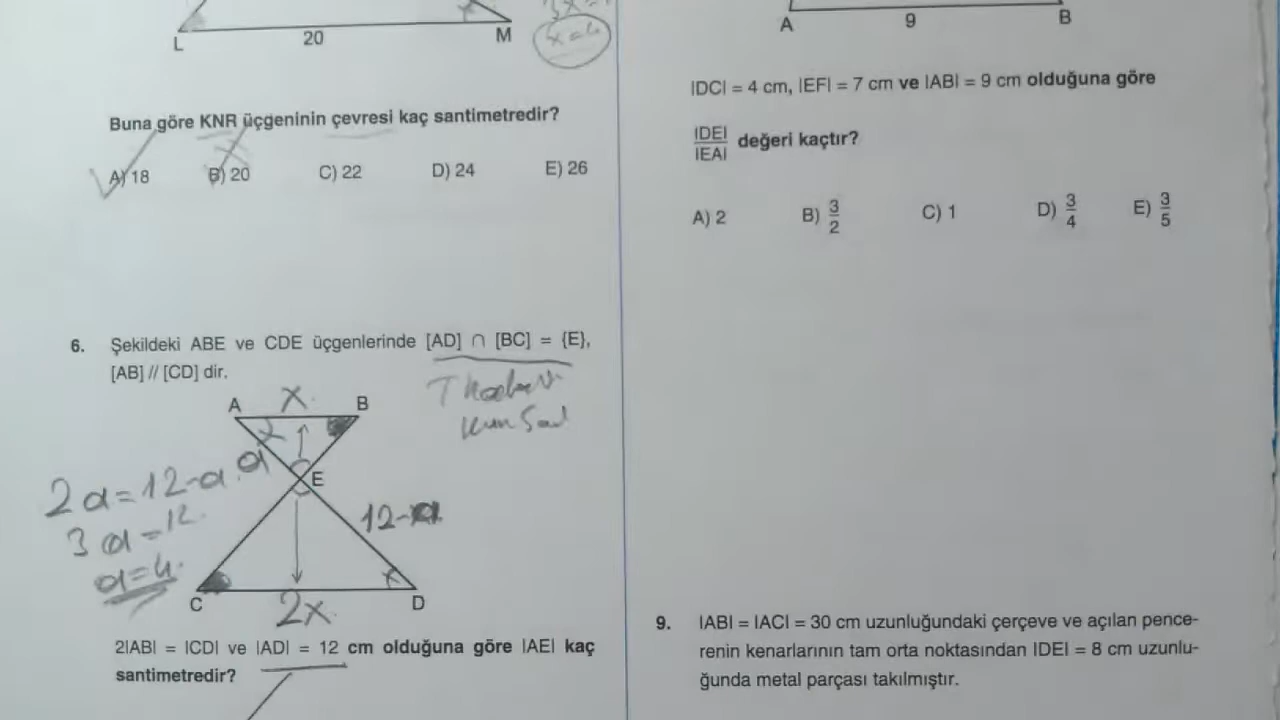 3x=
x=4
L
20
M
Buna göre KNR üçgeninin çevresi kaç santimetredir?
A) 18 B) 20 C) 22 D) 24 E) 26
6. Şekildeki ABE ve CDE üçgenlerinde [AD] ∩ [BC] = {E},
[AB] // [CD] dir.
A x B
a
E
2a=12-a
3a=12
a=4
12-a
C 2x D
2|AB| = |CD| ve |AD| = 12 cm olduğuna göre |AE| kaç
santimetredir?
A 9 B
|DC| = 4 cm, |EF| = 7 cm ve |AB| = 9 cm olduğuna göre
|DE|
|EA| değeri kaçtır?
A) 2 B) 3/2 C) 1 D) 3/4 E) 3/5
9. |AB| = |AC| = 30 cm uzunluğundaki çerçeve ve açılan pence-
renin kenarlarının tam orta noktasından |DE| = 8 cm uzunlu-
ğunda metal parçası takılmıştır.